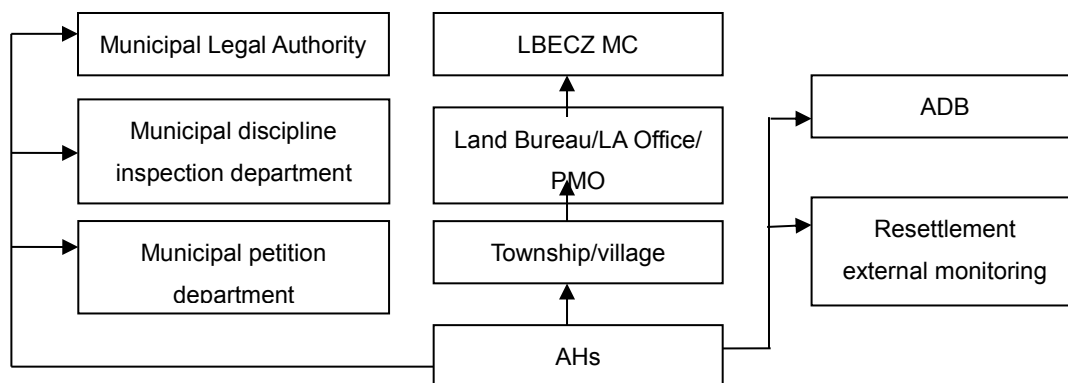 Municipal Legal Authority
LBECZ MC
ADB
Municipal discipline
inspection department
Land Bureau/LA Office/
PMO
Resettlement
external monitoring
Municipal petition
department
Township/village
AHs